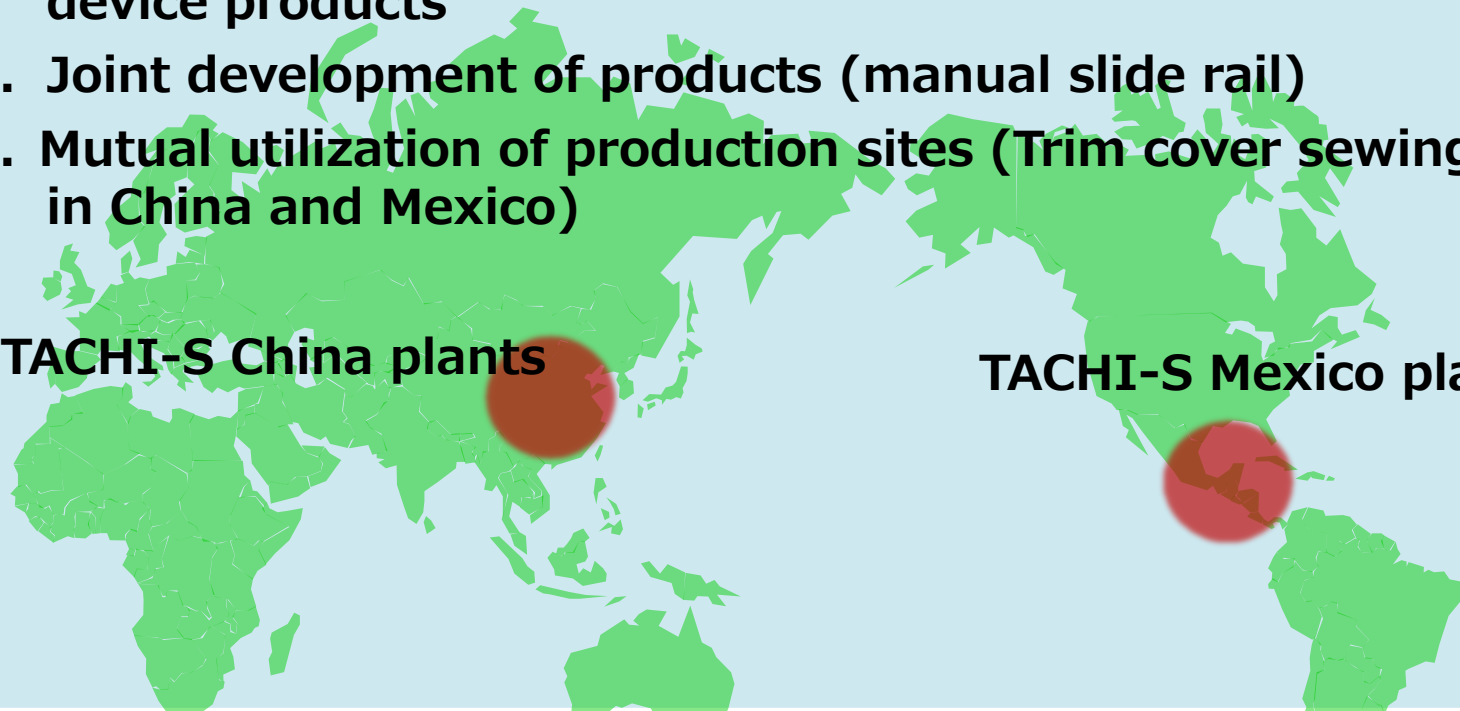 device products
. Joint development of products (manual slide rail)
. Mutual utilization of production sites (Trim cover sewing
in China and Mexico)
TACHI-S China plants
TACHI-S Mexico pla